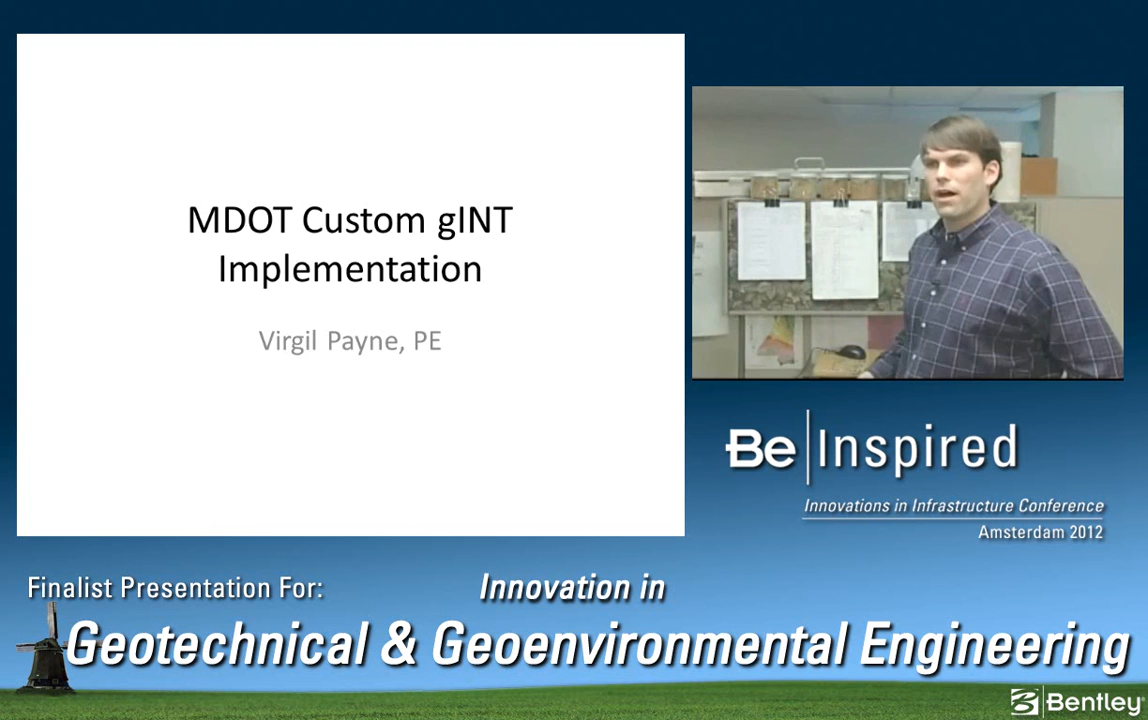 MDOT Custom gINT
Implementation
Virgil Payne, PE
Be Inspired
Innovations in Infrastructure Conference
Amsterdam 2012
Finalist Presentation For:
Innovation in
Geotechnical & Geoenvironmental Engineering
Bentley